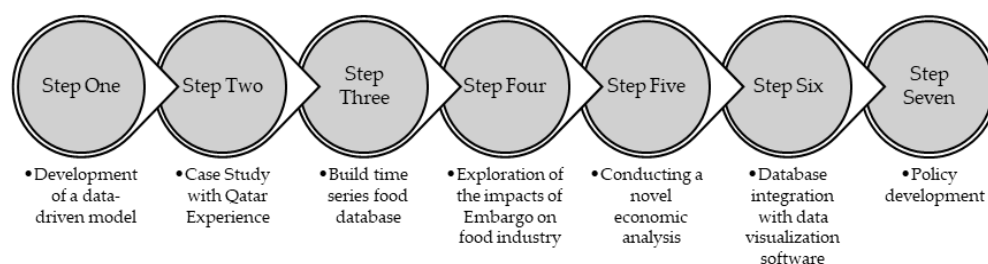 Step One
Step Two
Step
Three
Step Four
Step Five
Step Six
Step
Seven
•Development
of a data-
driven model
•Case Study
with Qatar
Experience
•Build time
series food
database
•Exploration of
the impacts of
Embargo on
food industry
•Conducting a
novel
economic
analysis
•Database
integration
with data
visualization
software
•Policy
development